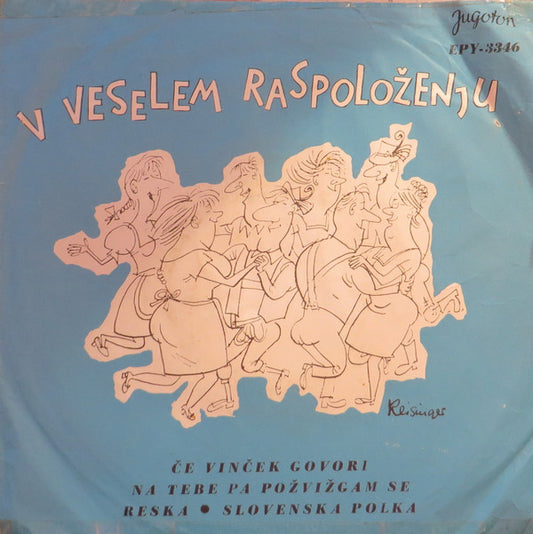 Jugoton
EPY-3346
V VESELEM RASPOLOŽENJU
Reisinger
ČE VINČEK GOVORI
NA TEBE PA POŽVIŽGAM SE
RESKA • SLOVENSKA POLKA